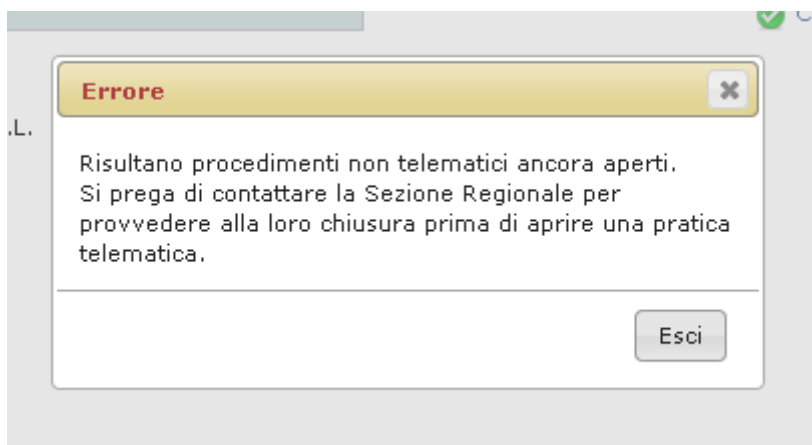 Errore
.L.
Risultano procedimenti non telematici ancora aperti.
Si prega di contattare la Sezione Regionale per
provvedere alla loro chiusura prima di aprire una pratica
telematica.
Esci